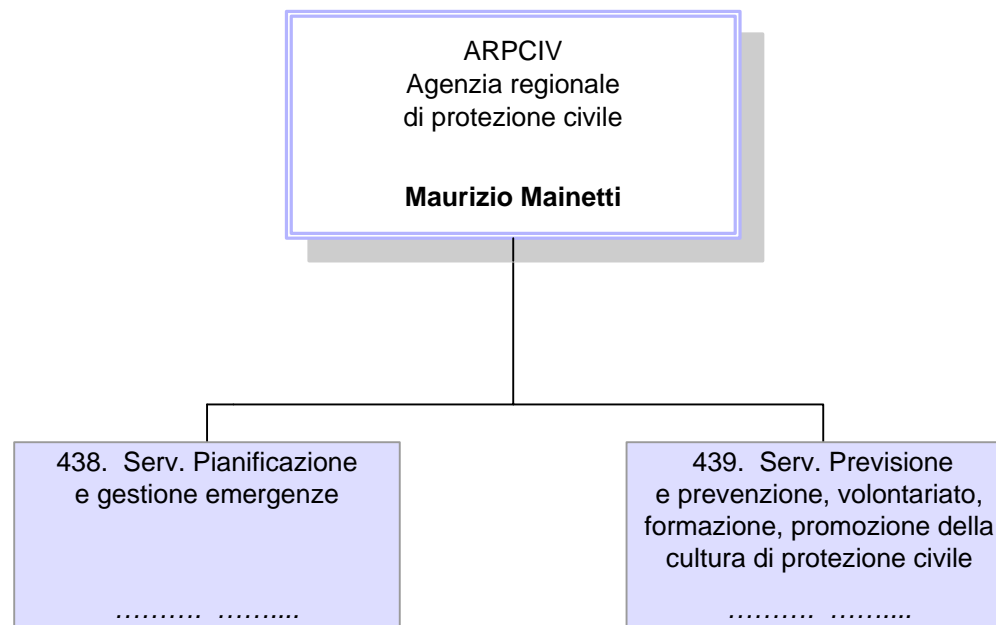 ARPCIV
Agenzia regionale
di protezione civile
Maurizio Mainetti
438. Serv. Pianificazione
e gestione emergenze
………. ……....
439. Serv. Previsione
e prevenzione, volontariato,
formazione, promozione della
cultura di protezione civile
………. ……....